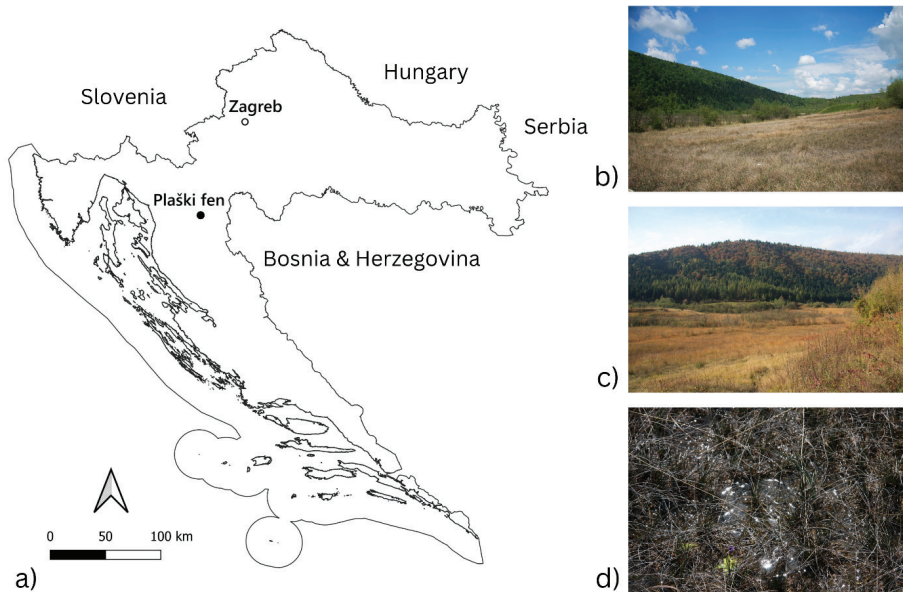 Hungary
Slovenia
Zagreb
Serbia
b)
Plaški fen
Bosnia & Herzegovina
c)
0 50 100 km
a)
d)